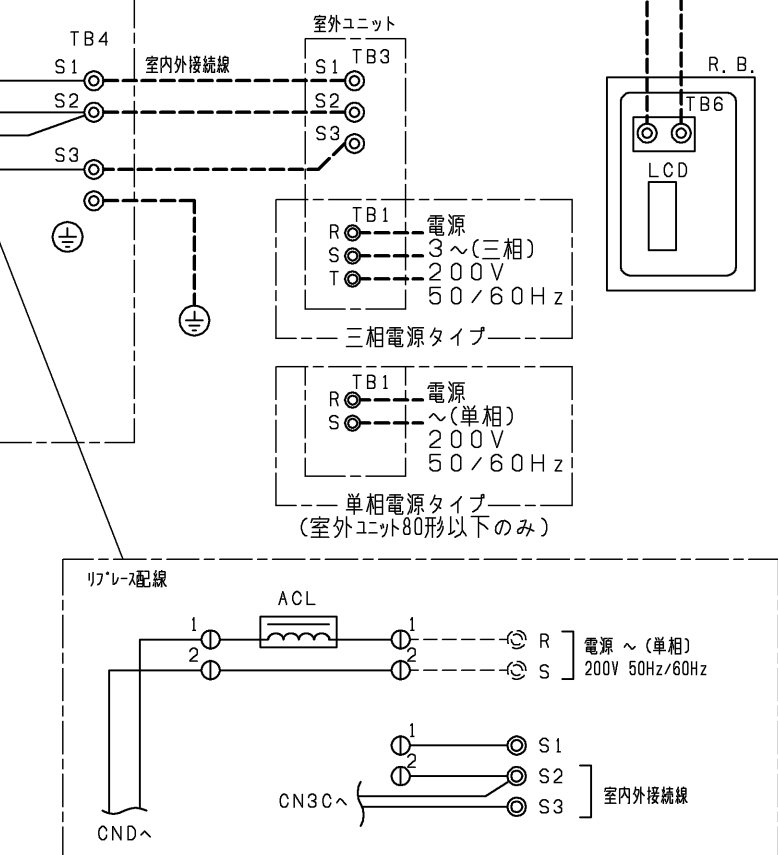 室外ユニット
TB4
TB3
S1
室内外接続線
S1
S2
S2
S3
S3
R.B.
TB6
LCD
TB1
R
S
T
電源
3～(三相)
200V
50/60Hz
三相電源タイプ
TB1
R
S
電源
～(単相)
200V
50/60Hz
単相電源タイプ
(室外ユニット80形以下のみ)
リプレース配線
ACL
1
1
R
2
2
S
電源 ～ (単相)
200V 50Hz/60Hz
1
S1
2
S2
CN3Cへ
S3
室内外接続線
CNDへ